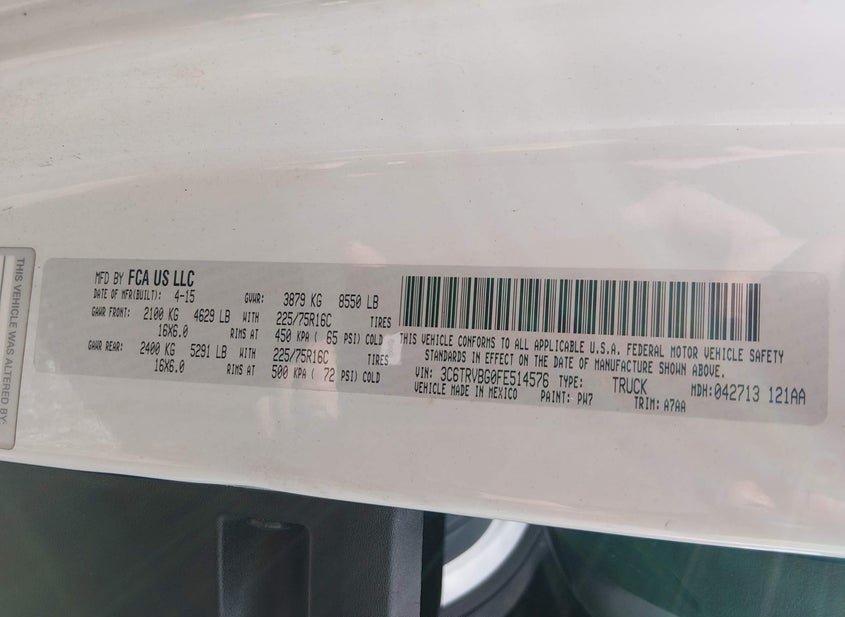 THIS VEHICLE WAS ALTERED BY:
MFD BY FCA US LLC
DATE OF MFR(BUILT): 4-15 GVWR: 3879 KG 8550 LB
GAWR FRONT: 2100 KG 4629 LB WITH 225/75R16C TIRES
16X6.0 RIMS AT 450 KPA ( 65 PSI) COLD
GAWR REAR: 2400 KG 5291 LB WITH 225/75R16C TIRES
16X6.0 RIMS AT 500 KPA ( 72 PSI) COLD
THIS VEHICLE CONFORMS TO ALL APPLICABLE U.S.A. FEDERAL MOTOR VEHICLE SAFETY
STANDARDS IN EFFECT ON THE DATE OF MANUFACTURE SHOWN ABOVE.
VIN: 3C6TRVBG0FE514576 TYPE: TRUCK MDH:042713 121AA
VEHICLE MADE IN MEXICO PAINT: PW7 TRIM: A7AA